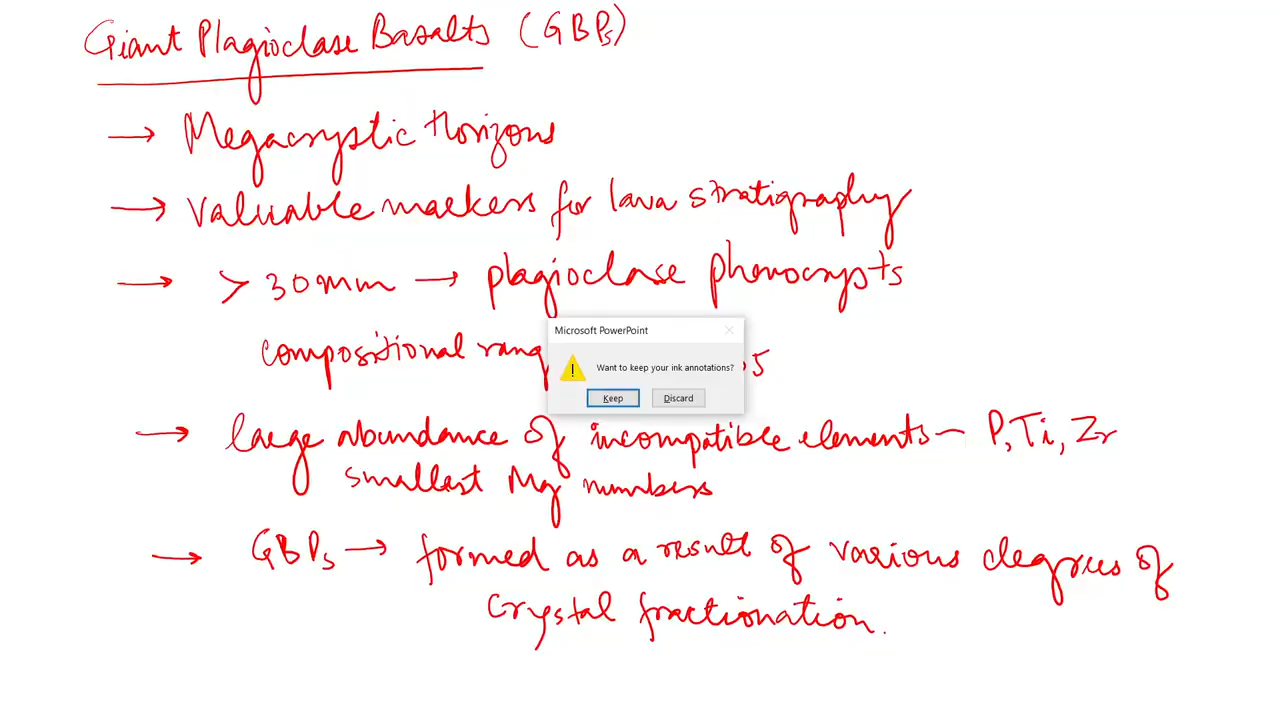 Giant Plagioclase Basalts (GBPs)
→ Megacrystic Horizons
→ Valuable markers for lava stratigraphy
→ > 30mm → plagioclase phenocrysts
Microsoft PowerPoint
compositional rang
5
Want to keep your ink annotations?
Keep Discard
→ large abundance of incompatible elements - P, Ti, Zr
smallest Mg numbers
→ GBPs → formed as a result of various degrees of
crystal fractionation.